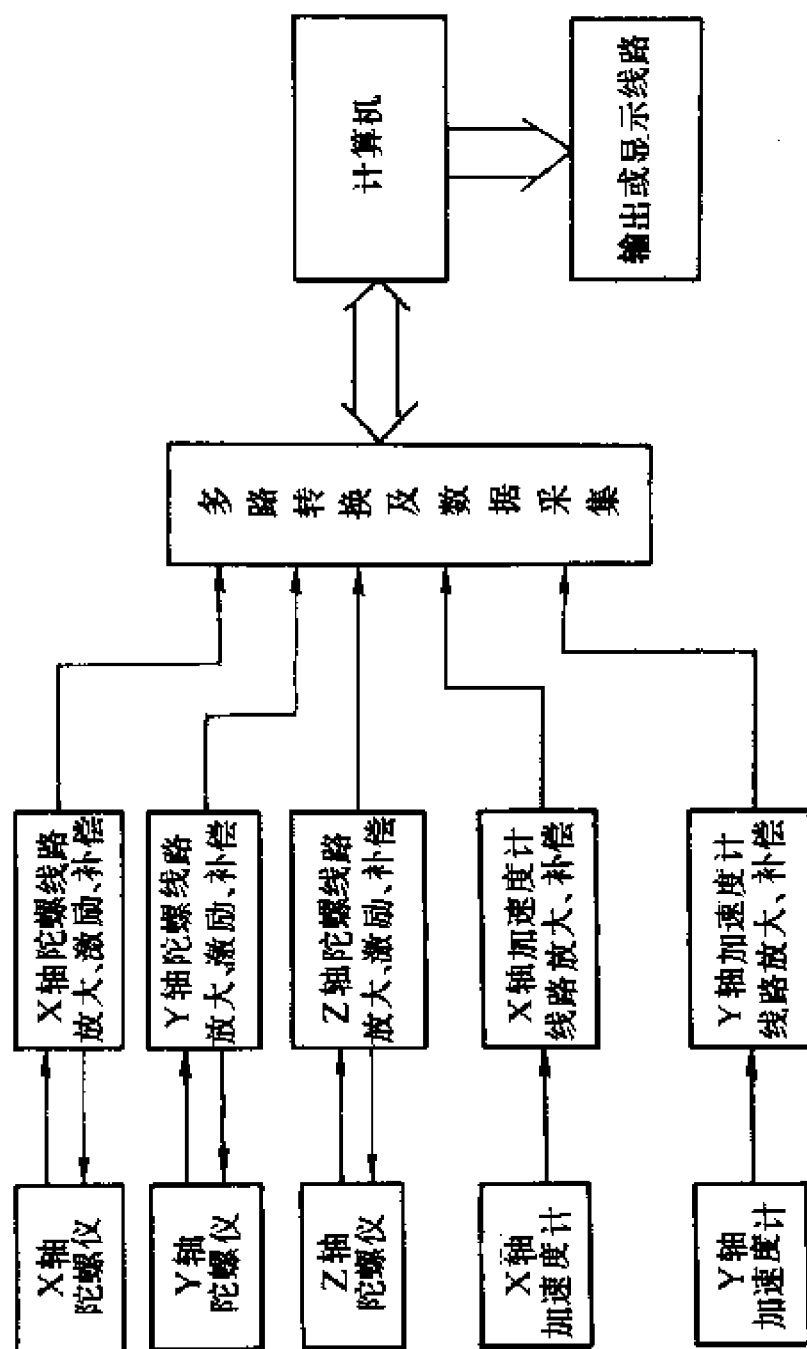 X轴
陀螺仪
X轴陀螺线路
放大、激励、补偿
Y轴
陀螺仪
Y轴陀螺线路
放大、激励、补偿
Z轴
陀螺仪
Z轴陀螺线路
放大、激励、补偿
X轴
加速度计
X轴加速度计
线路放大、补偿
Y轴
加速度计
Y轴加速度计
线路放大、补偿
多路转换及数据采集
计算机
输出或显示线路